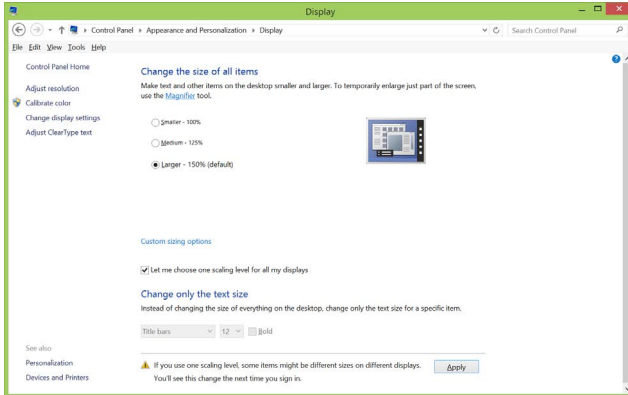 Display
Control Panel ▸ Appearance and Personalization ▸ Display
Search Control Panel
File Edit View Tools Help
Control Panel Home
Adjust resolution
Calibrate color
Change display settings
Adjust ClearType text
Change the size of all items
Make text and other items on the desktop smaller and larger. To temporarily enlarge just part of the screen,
use the Magnifier tool.
Smaller - 100%
Medium - 125%
Larger - 150% (default)
Custom sizing options
Let me choose one scaling level for all my displays
Change only the text size
Instead of changing the size of everything on the desktop, change only the text size for a specific item.
Title bars 12 Bold
See also
Personalization
Devices and Printers
If you use one scaling level, some items might be different sizes on different displays.
You'll see this change the next time you sign in.
Apply